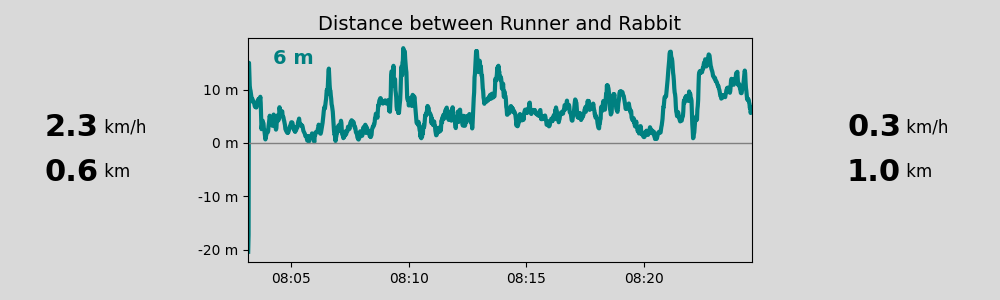 Distance between Runner and Rabbit
6 m
2.3 km/h
0.6 km
10 m
0 m
-10 m
-20 m
08:05 08:10 08:15 08:20
0.3 km/h
1.0 km